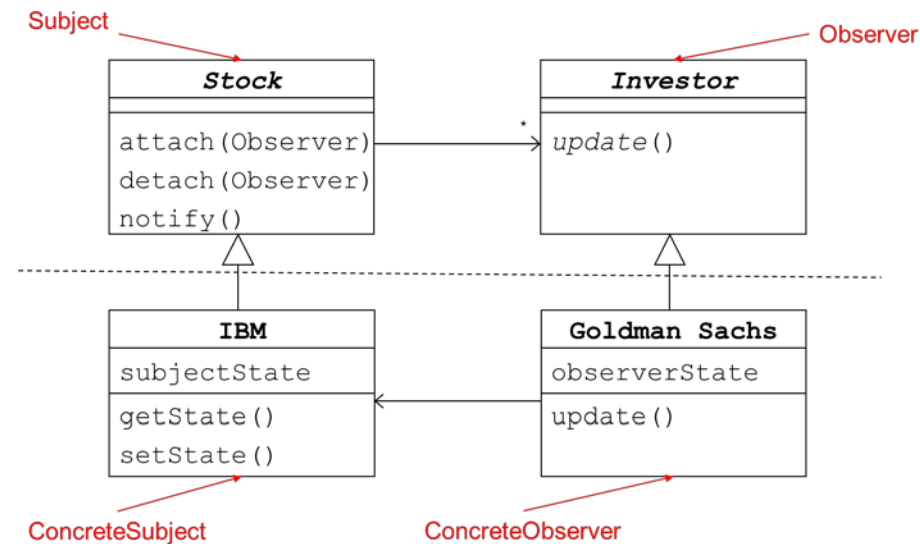 Subject
Observer
Stock
Investor
attach(Observer)
detach(Observer)
notify()
*
update()
IBM
Goldman Sachs
subjectState
observerState
getState()
setState()
update()
ConcreteSubject
ConcreteObserver